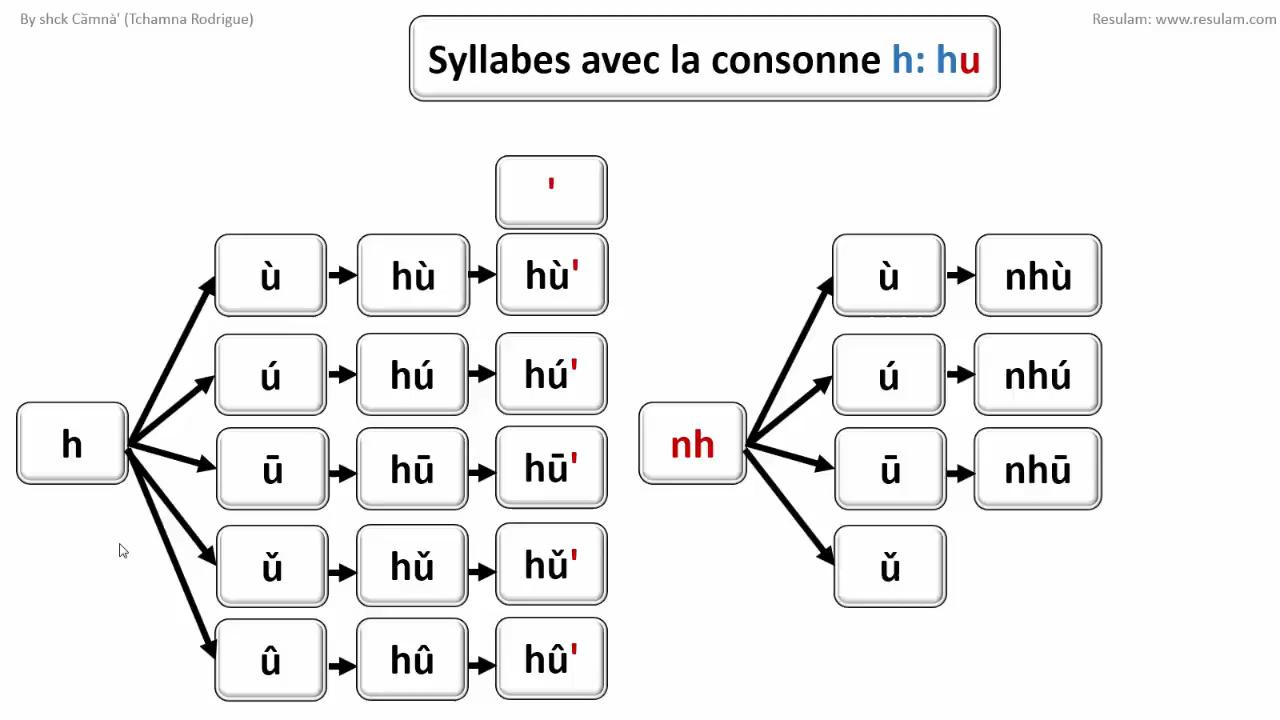 By shck Cȁmnà' (Tchamna Rodrigue)
Resulam: www.resulam.com
Syllabes avec la consonne h: hu
'
ù hù hù'
ú hú hú'
h
ū hū hū'
ǔ hǔ hǔ'
û hû hû'
ù nhù
ú nhú
nh
ū nhū
ǔ